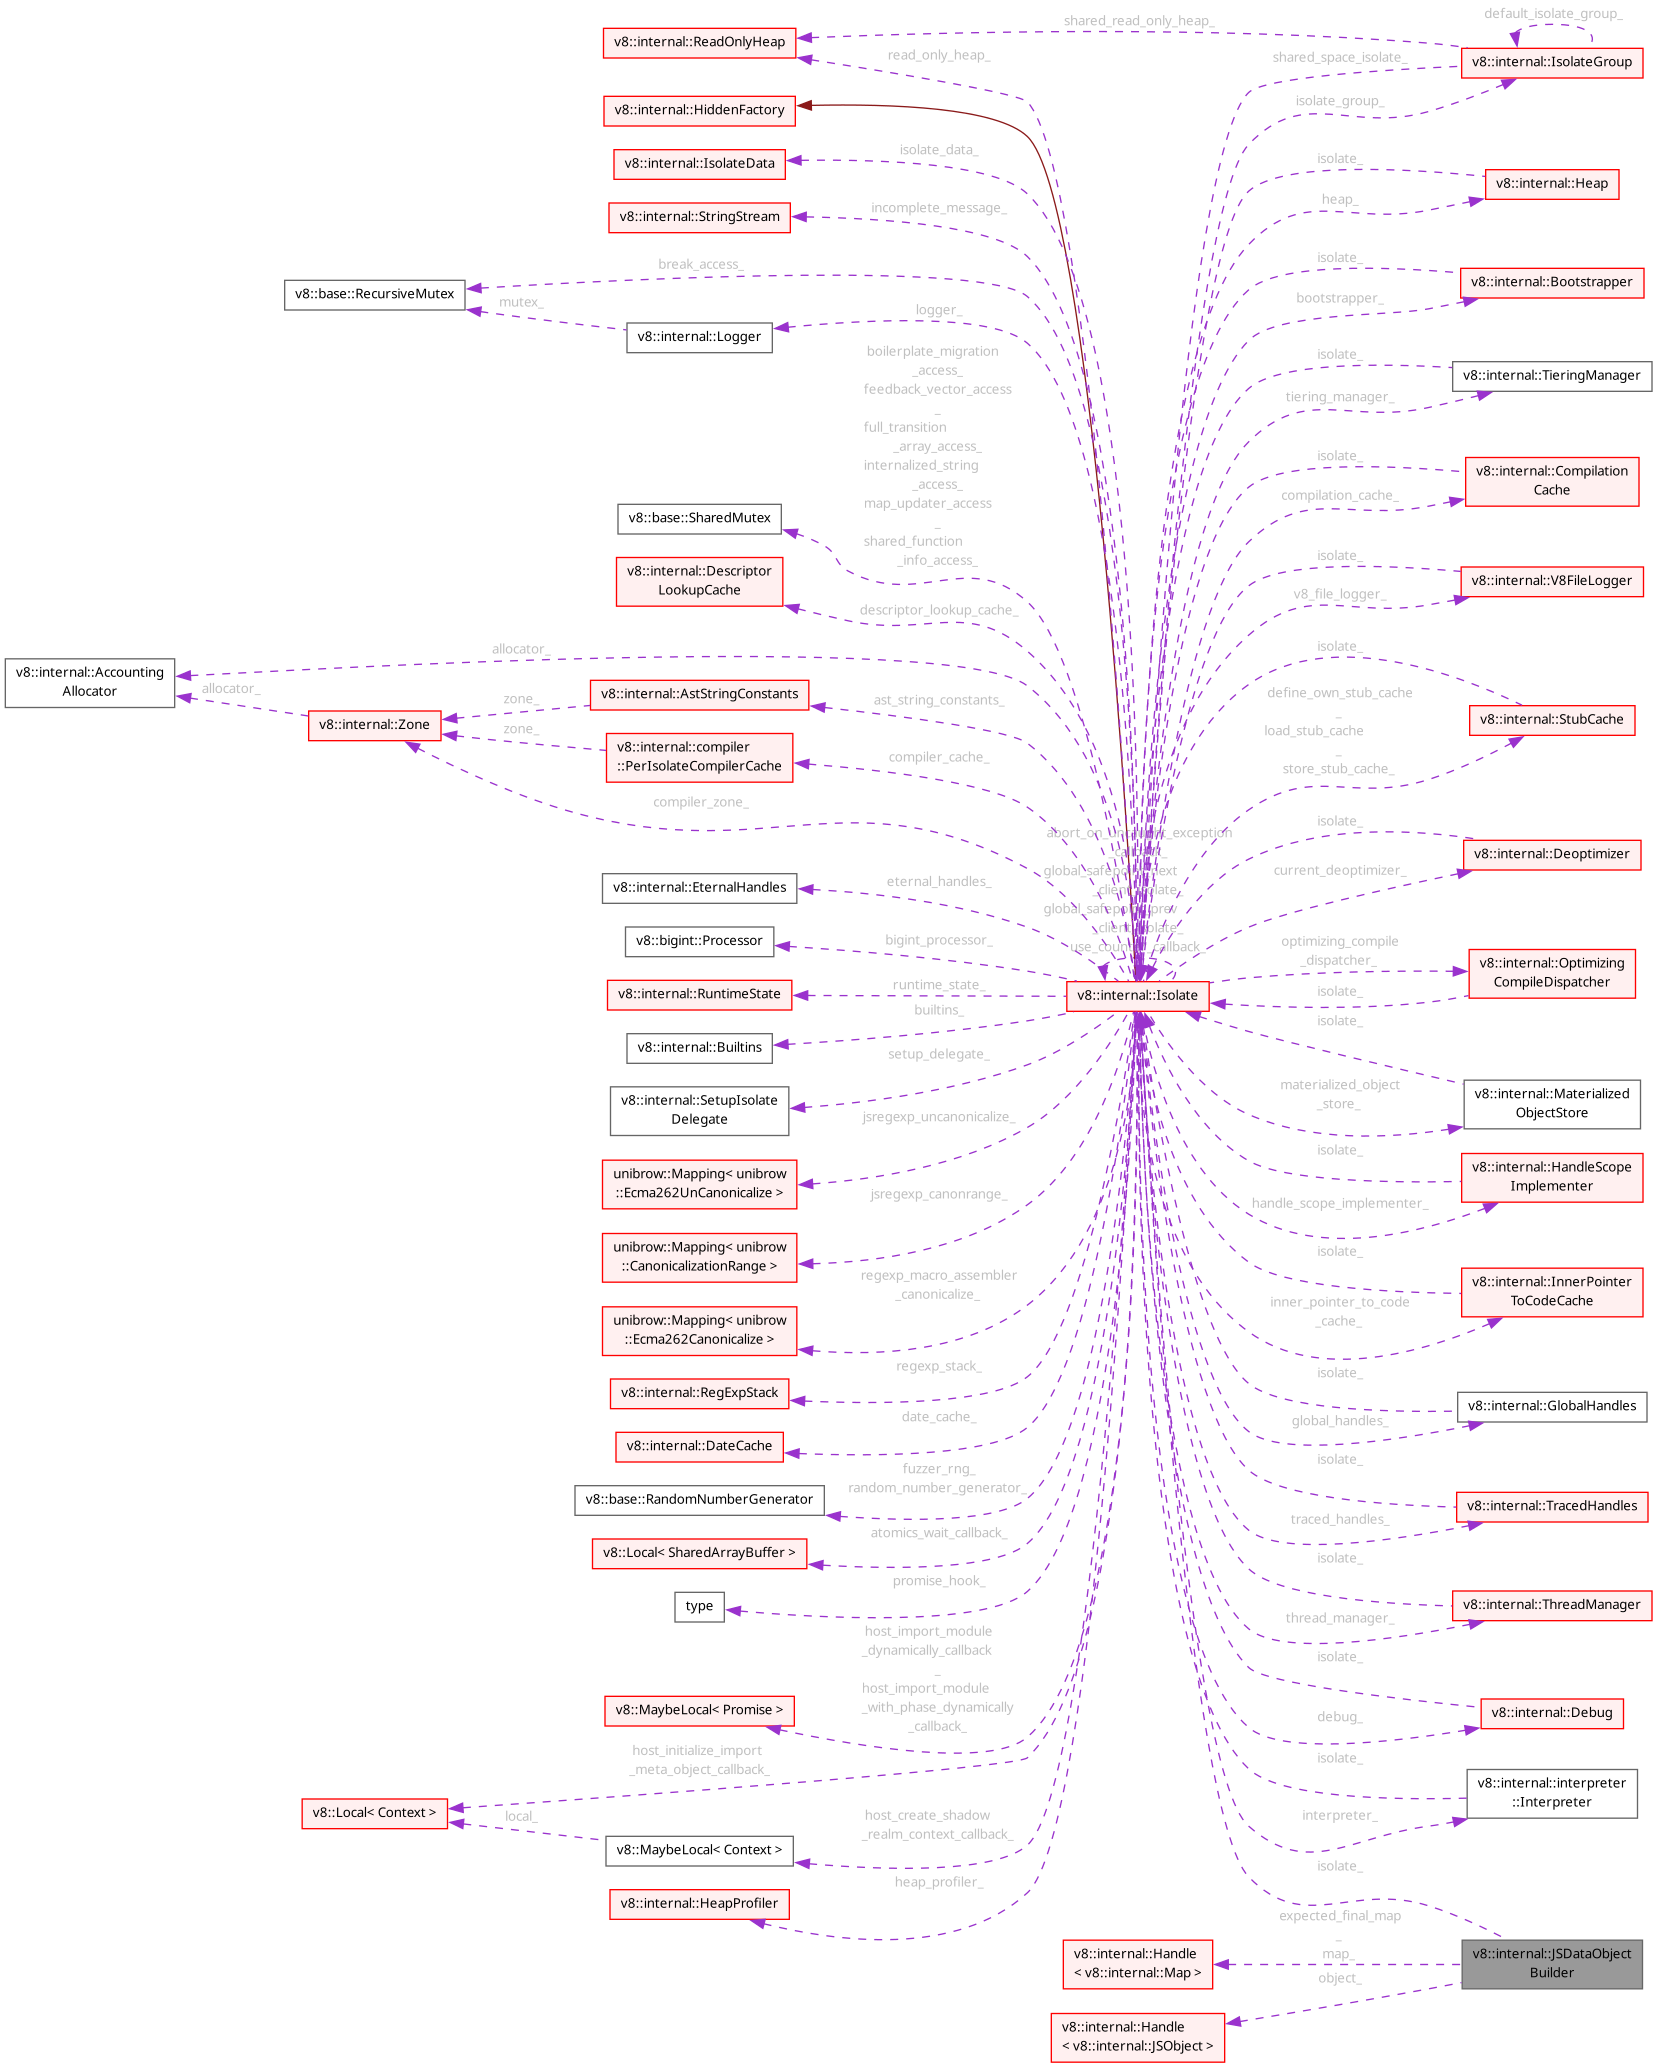 default_isolate_group_
shared_read_only_heap_
v8::internal::ReadOnlyHeap
read_only_heap_
shared_space_isolate_
v8::internal::IsolateGroup
v8::internal::HiddenFactory
isolate_group_
v8::internal::IsolateData
isolate_data_
isolate_
v8::internal::Heap
heap_
v8::internal::StringStream
incomplete_message_
break_access_
isolate_
v8::internal::Bootstrapper
bootstrapper_
v8::base::RecursiveMutex
mutex_
v8::internal::Logger
logger_
boilerplate_migration
_access_
feedback_vector_access
_
full_transition
_array_access_
internalized_string
_access_
map_updater_access
_
shared_function
_info_access_
isolate_
v8::internal::TieringManager
tiering_manager_
isolate_
v8::internal::Compilation
Cache
compilation_cache_
v8::base::SharedMutex
v8::internal::Descriptor
LookupCache
descriptor_lookup_cache_
isolate_
v8::internal::V8FileLogger
v8_file_logger_
v8::internal::Accounting
Allocator
allocator_
allocator_
v8::internal::Zone
zone_
zone_
v8::internal::AstStringConstants
ast_string_constants_
v8::internal::compiler
::PerIsolateCompilerCache
compiler_cache_
compiler_zone_
isolate_
define_own_stub_cache
_
load_stub_cache
_
store_stub_cache_
v8::internal::StubCache
isolate_
v8::internal::Deoptimizer
current_deoptimizer_
v8::internal::EternalHandles
eternal_handles_
v8::bigint::Processor
bigint_processor_
optimizing_compile
_dispatcher_
v8::internal::Optimizing
CompileDispatcher
isolate_
v8::internal::RuntimeState
runtime_state_
v8::internal::Isolate
v8::internal::Builtins
builtins_
isolate_
v8::internal::SetupIsolate
Delegate
setup_delegate_
materialized_object
_store_
v8::internal::Materialized
ObjectStore
jsregexp_uncanonicalize_
unibrow::Mapping< unibrow
::Ecma262UnCanonicalize >
isolate_
v8::internal::HandleScope
Implementer
handle_scope_implementer_
jsregexp_canonrange_
unibrow::Mapping< unibrow
::CanonicalizationRange >
isolate_
v8::internal::InnerPointer
ToCodeCache
inner_pointer_to_code
_cache_
regexp_macro_assembler
_canonicalize_
unibrow::Mapping< unibrow
::Ecma262Canonicalize >
regexp_stack_
v8::internal::RegExpStack
isolate_
v8::internal::GlobalHandles
global_handles_
date_cache_
v8::internal::DateCache
fuzzer_rng_
random_number_generator_
v8::base::RandomNumberGenerator
isolate_
v8::internal::TracedHandles
traced_handles_
atomics_wait_callback_
v8::Local< SharedArrayBuffer >
promise_hook_
type
isolate_
v8::internal::ThreadManager
thread_manager_
host_import_module
_dynamically_callback
_
host_import_module
_with_phase_dynamically
_callback_
v8::MaybeLocal< Promise >
isolate_
v8::internal::Debug
debug_
host_initialize_import
_meta_object_callback_
v8::Local< Context >
local_
v8::MaybeLocal< Context >
host_create_shadow
_realm_context_callback_
isolate_
v8::internal::interpreter
::Interpreter
interpreter_
heap_profiler_
v8::internal::HeapProfiler
isolate_
expected_final_map
_
map_
v8::internal::JSDataObject
Builder
v8::internal::Handle
< v8::internal::Map >
object_
v8::internal::Handle
< v8::internal::JSObject >